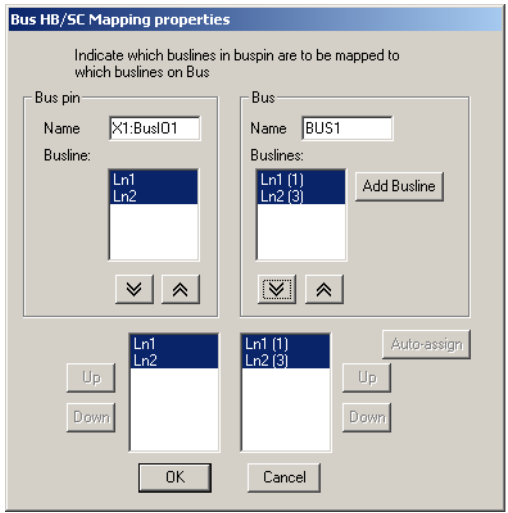 Bus HB/SC Mapping properties
Indicate which buslines in buspin are to be mapped to
which buslines on Bus
Bus pin
Name X1:BusIO1
Busline:
Ln1
Ln2
Bus
Name BUS1
Buslines:
Ln1 (1)
Ln2 (3)
Add Busline
Ln1
Ln2
Up
Down
Ln1 (1)
Ln2 (3)
Auto-assign
Up
Down
OK
Cancel